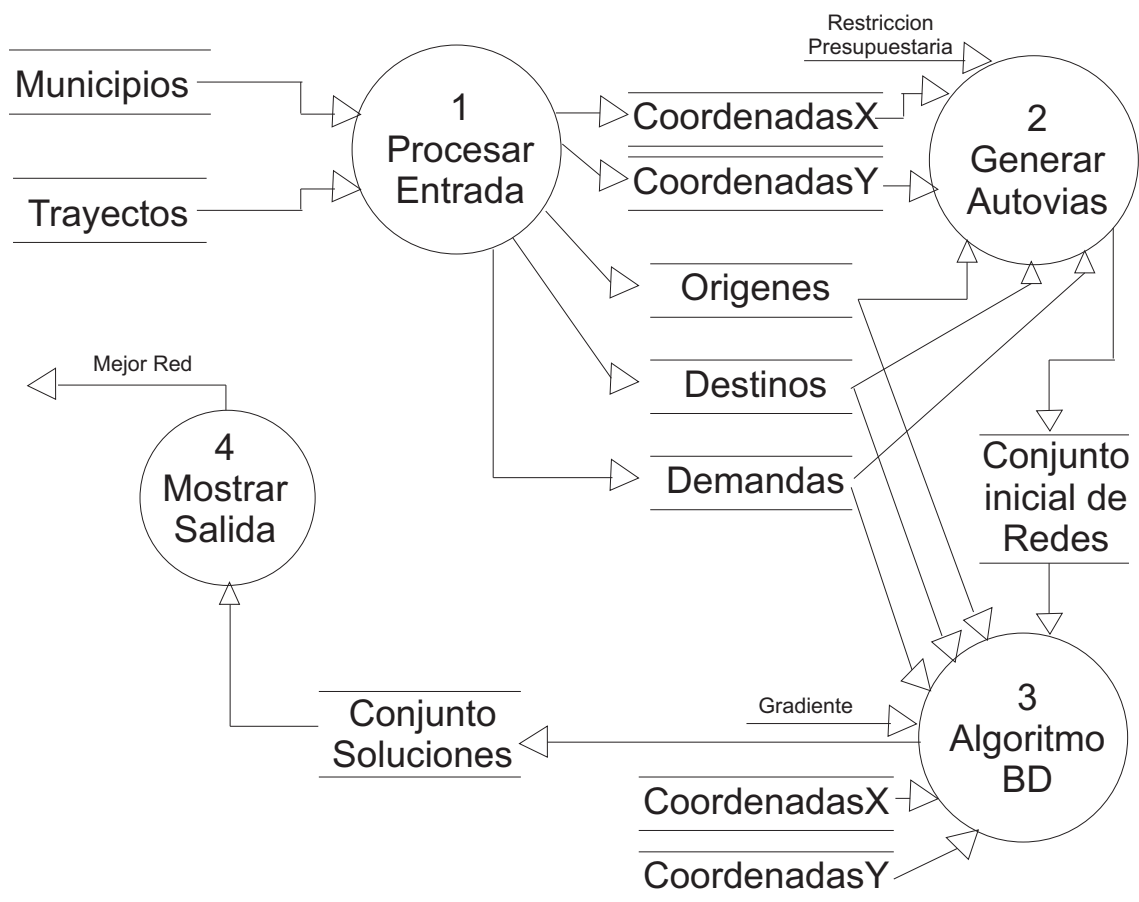 Restriccion
Presupuestaria
Municipios
1
Procesar
Entrada
CoordenadasX
2
Generar
Autovias
CoordenadasY
Trayectos
Origenes
Mejor Red
Destinos
4
Mostrar
Salida
Demandas
Conjunto
inicial de
Redes
Conjunto
Soluciones
Gradiente
3
Algoritmo
BD
CoordenadasX
CoordenadasY